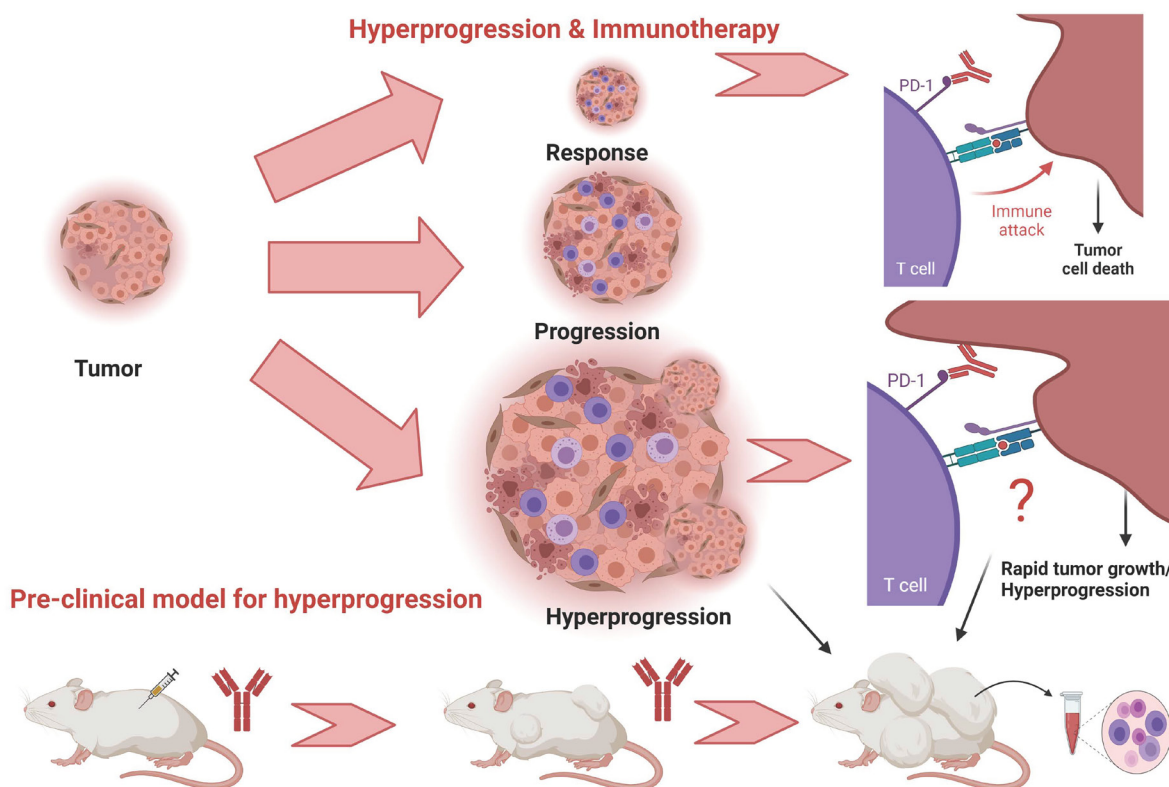 Hyperprogression & Immunotherapy
Response
Progression
Tumor
Hyperprogression
PD-1
Immune
attack
T cell
Tumor
cell death
PD-1
?
T cell
Rapid tumor growth/
Hyperprogression
Pre-clinical model for hyperprogression